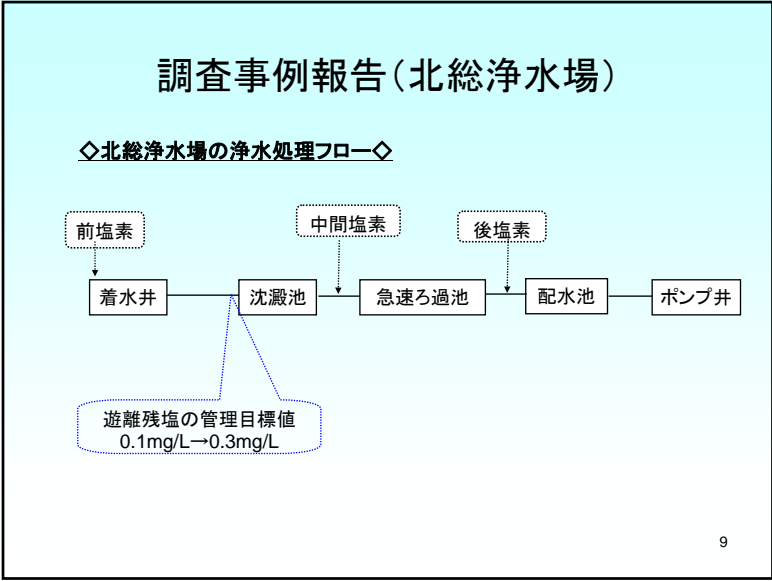 調査事例報告（北総浄水場）
◇北総浄水場の浄水処理フロー◇
前塩素
中間塩素
後塩素
着水井
沈澱池
急速ろ過池
配水池
ポンプ井
遊離残塩の管理目標値
0.1mg/L→0.3mg/L
9